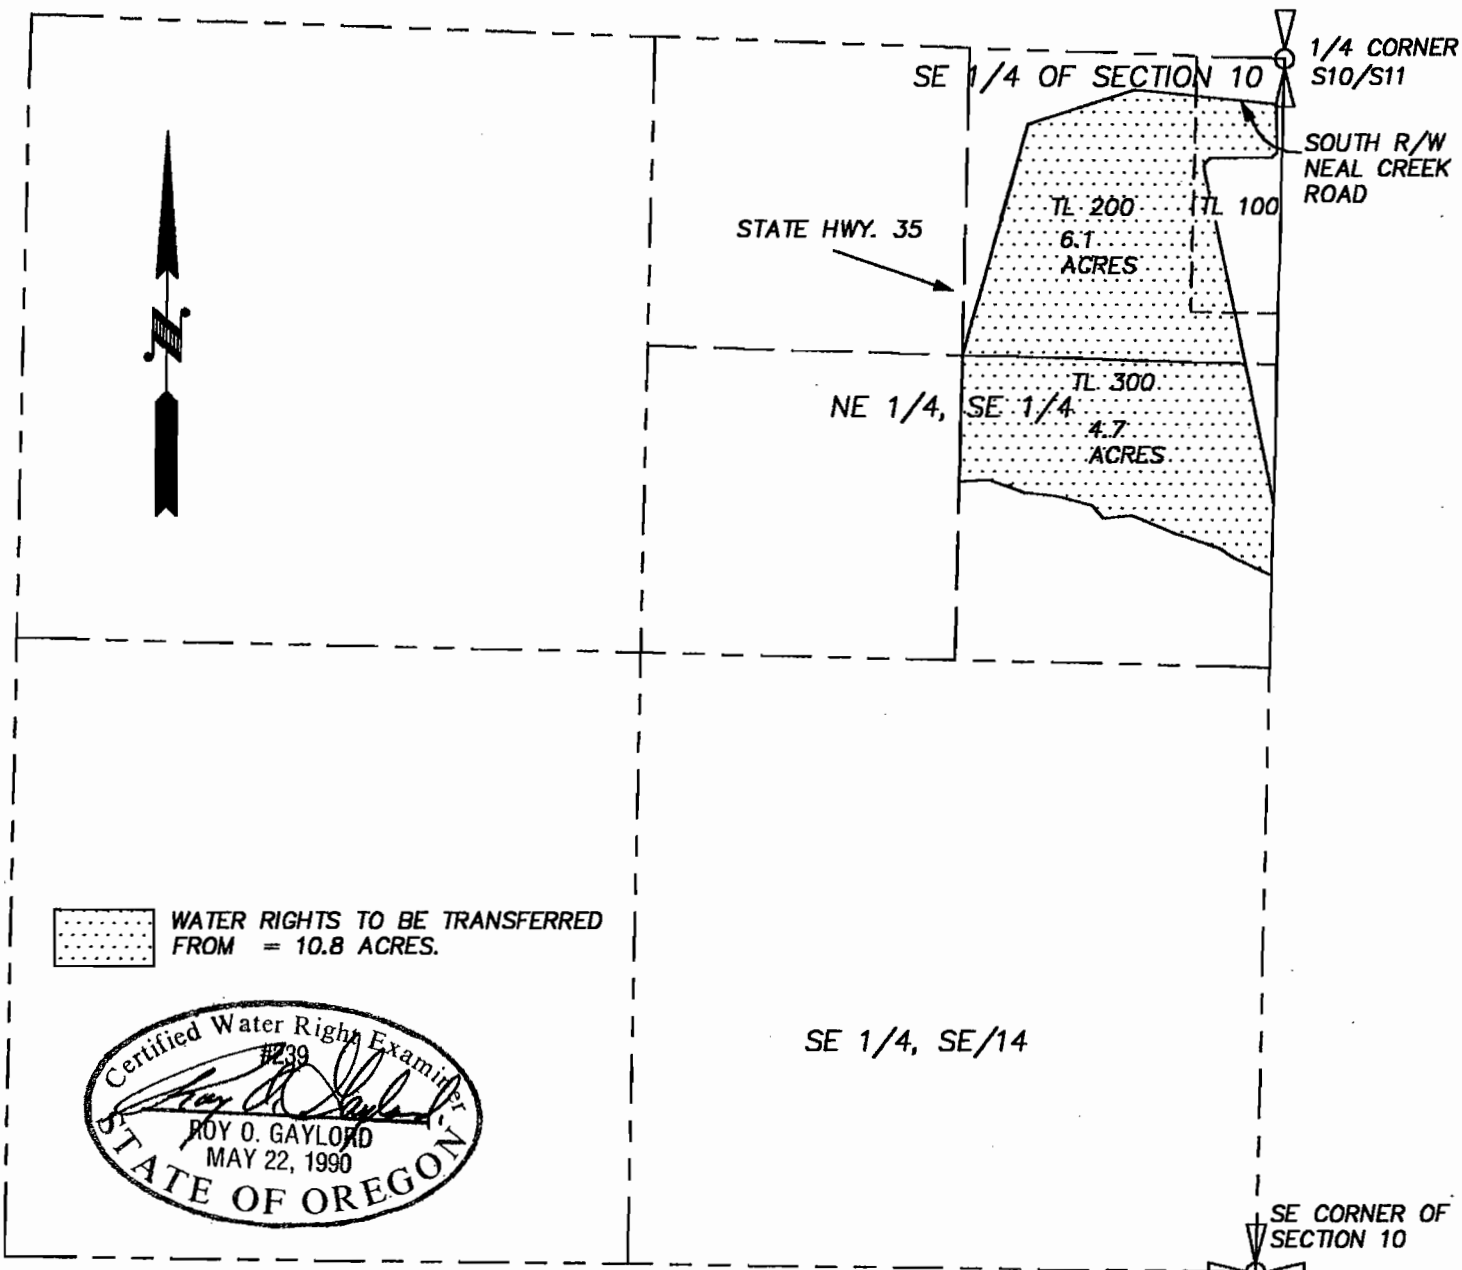 1/4 CORNER
S10/S11
SE 1/4 OF SECTION 10
SOUTH R/W
NEAL CREEK
ROAD
TL 200
TL 100
6.1
ACRES
STATE HWY. 35
TL 300
NE 1/4, SE 1/4
4.7
ACRES
N
WATER RIGHTS TO BE TRANSFERRED
FROM = 10.8 ACRES.
Certified Water Right Examiner
#239
ROY O. GAYLORD
MAY 22, 1990
STATE OF OREGON
SE 1/4, SE/14
SE CORNER OF
SECTION 10